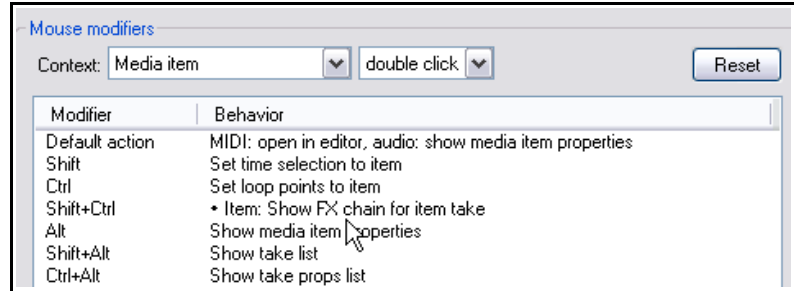 Mouse modifiers
Context: Media item double click Reset
Modifier Behavior
Default action MIDI: open in editor, audio: show media item properties
Shift Set time selection to item
Ctrl Set loop points to item
Shift+Ctrl • Item: Show FX chain for item take
Alt Show media item properties
Shift+Alt Show take list
Ctrl+Alt Show take props list